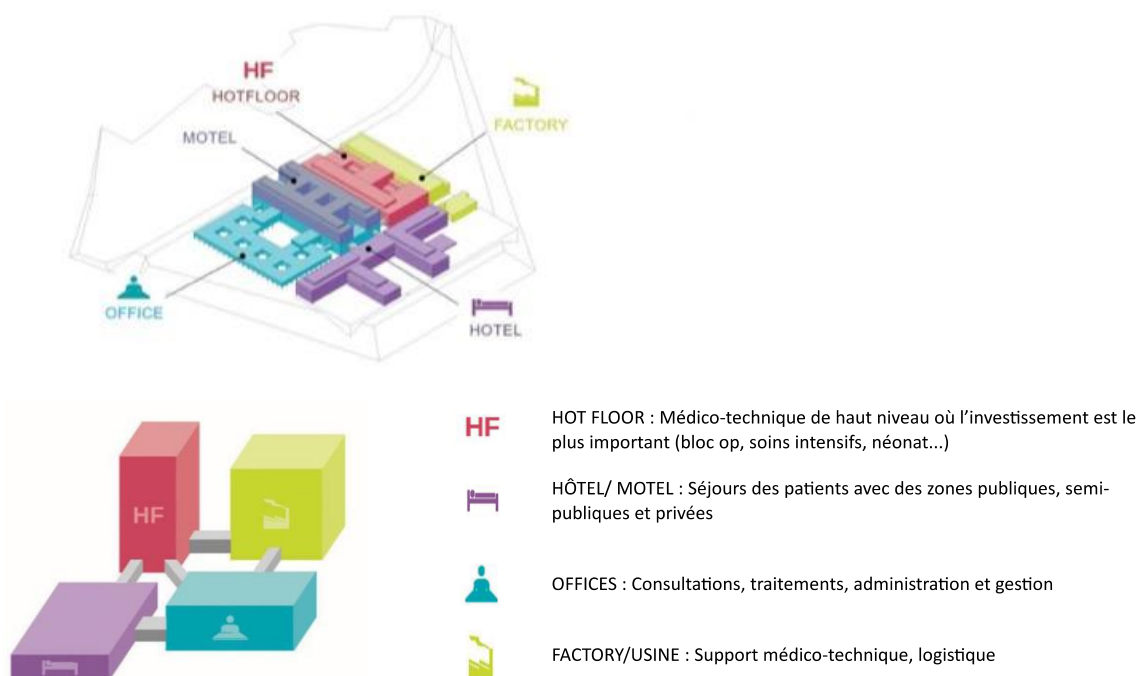 HF
HOTFLOOR
FACTORY
MOTEL
OFFICE
HOTEL
HF
HF
HOT FLOOR : Médico-technique de haut niveau où l’investissement est le
plus important (bloc op, soins intensifs, néonat...)
HÔTEL/ MOTEL : Séjours des patients avec des zones publiques, semi-
publiques et privées
OFFICES : Consultations, traitements, administration et gestion
FACTORY/USINE : Support médico-technique, logistique